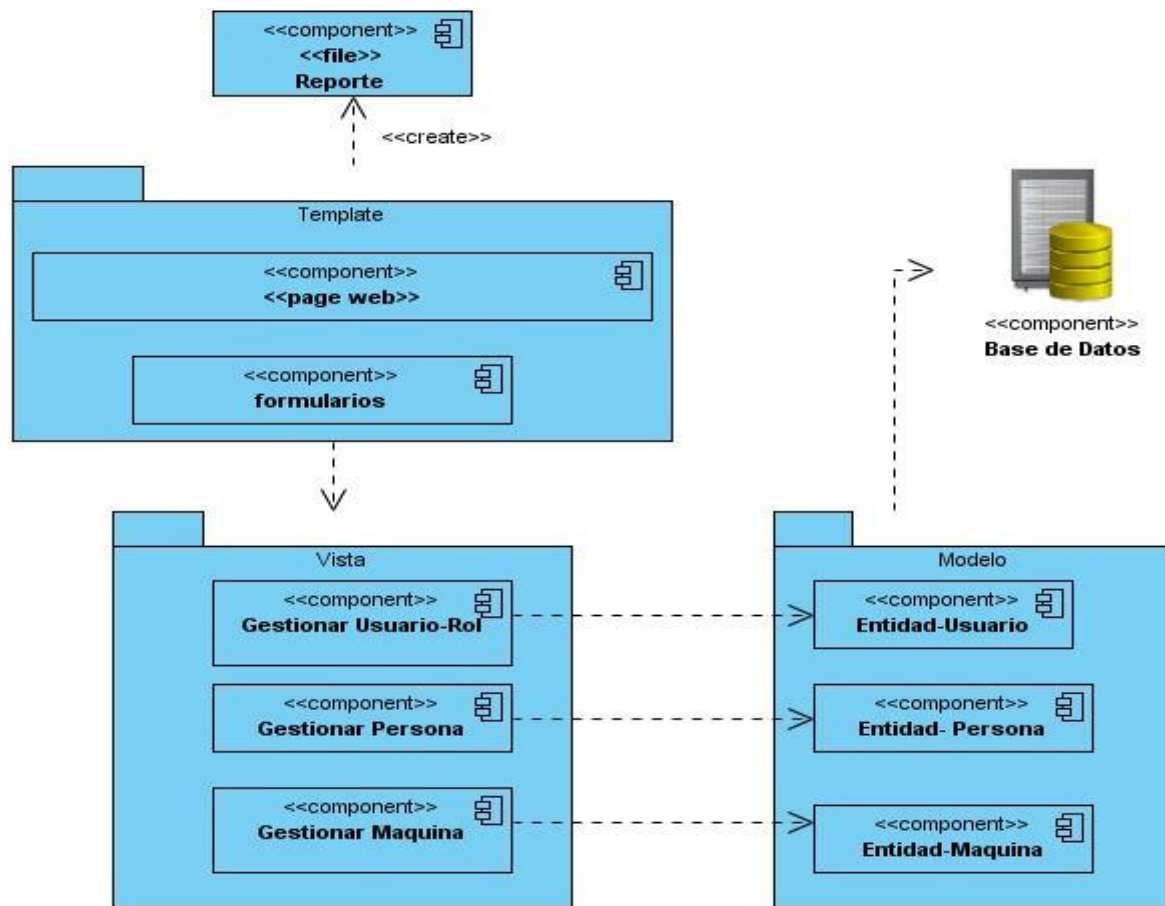 <<component>>
<<file>>
Reporte
<<create>>
Template
<<component>>
<<page web>>
<<component>>
formularios
<<component>>
Base de Datos
Vista
<<component>>
Gestionar Usuario-Rol
<<component>>
Gestionar Persona
<<component>>
Gestionar Maquina
Modelo
<<component>>
Entidad-Usuario
<<component>>
Entidad- Persona
<<component>>
Entidad-Maquina